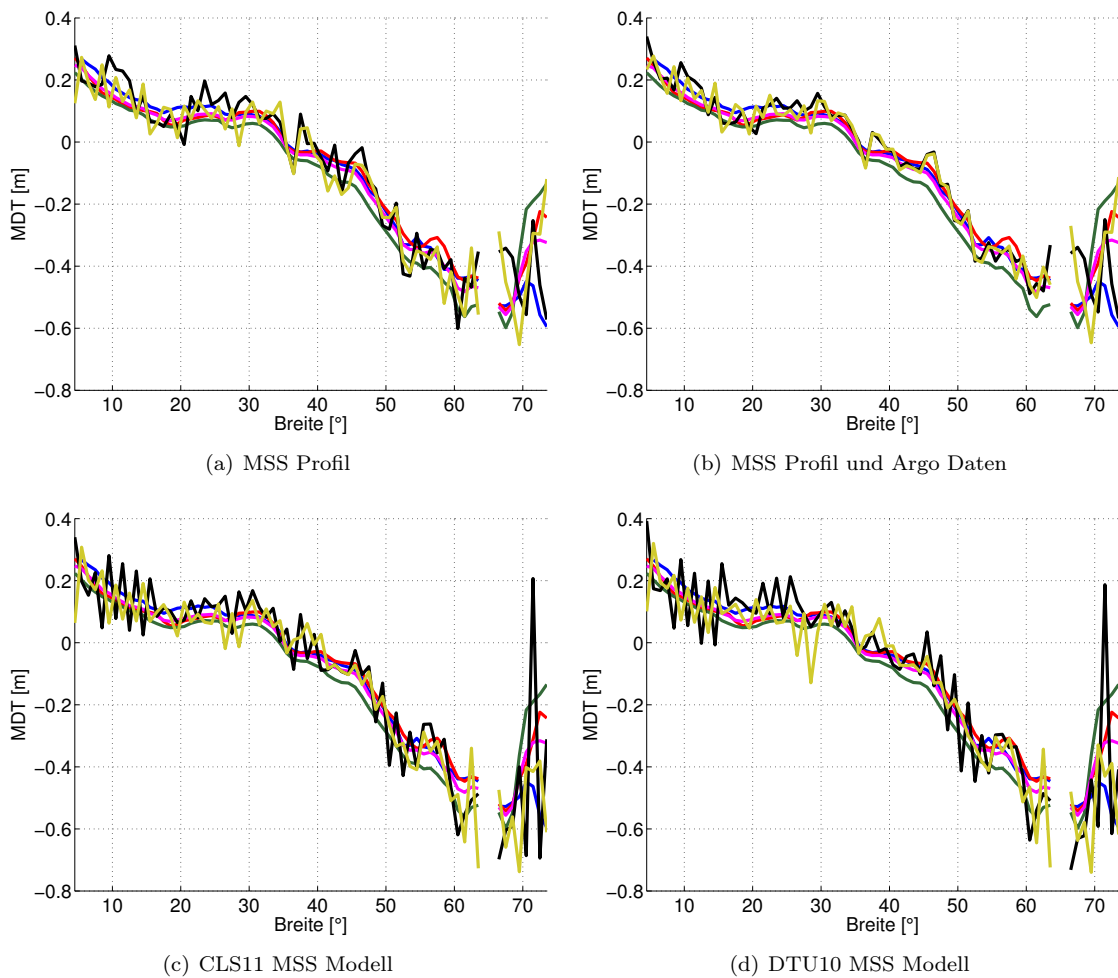 0.4
0.2
0
−0.2
−0.4
−0.6
−0.8
MDT [m]
10 20 30 40 50 60 70
Breite [°]
(a) MSS Profil
0.4
0.2
0
−0.2
−0.4
−0.6
−0.8
MDT [m]
10 20 30 40 50 60 70
Breite [°]
(b) MSS Profil und Argo Daten
0.4
0.2
0
−0.2
−0.4
−0.6
−0.8
MDT [m]
10 20 30 40 50 60 70
Breite [°]
(c) CLS11 MSS Modell
0.4
0.2
0
−0.2
−0.4
−0.6
−0.8
MDT [m]
10 20 30 40 50 60 70
Breite [°]
(d) DTU10 MSS Modell